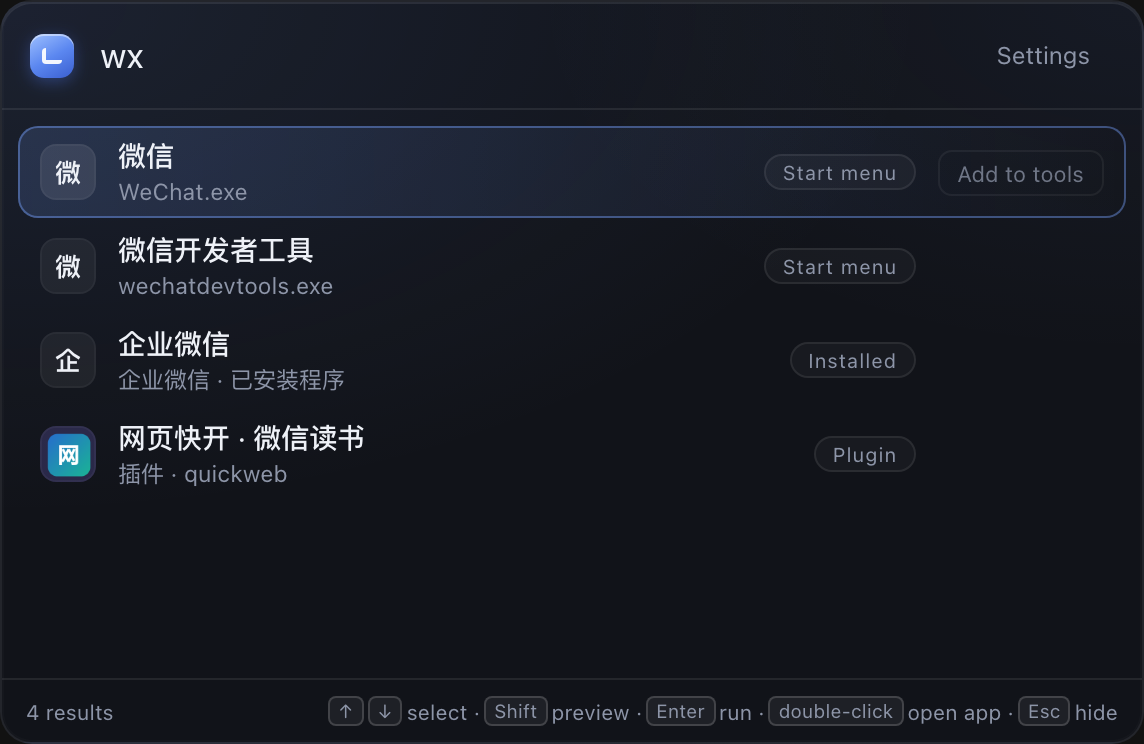 wx
Settings
微
微信
WeChat.exe
Start menu
Add to tools
微
微信开发者工具
wechatdevtools.exe
Start menu
企
企业微信
企业微信 · 已安装程序
Installed
网
网页快开 · 微信读书
插件 · quickweb
Plugin
4 results
↑ ↓ select · Shift preview · Enter run · double-click open app · Esc hide